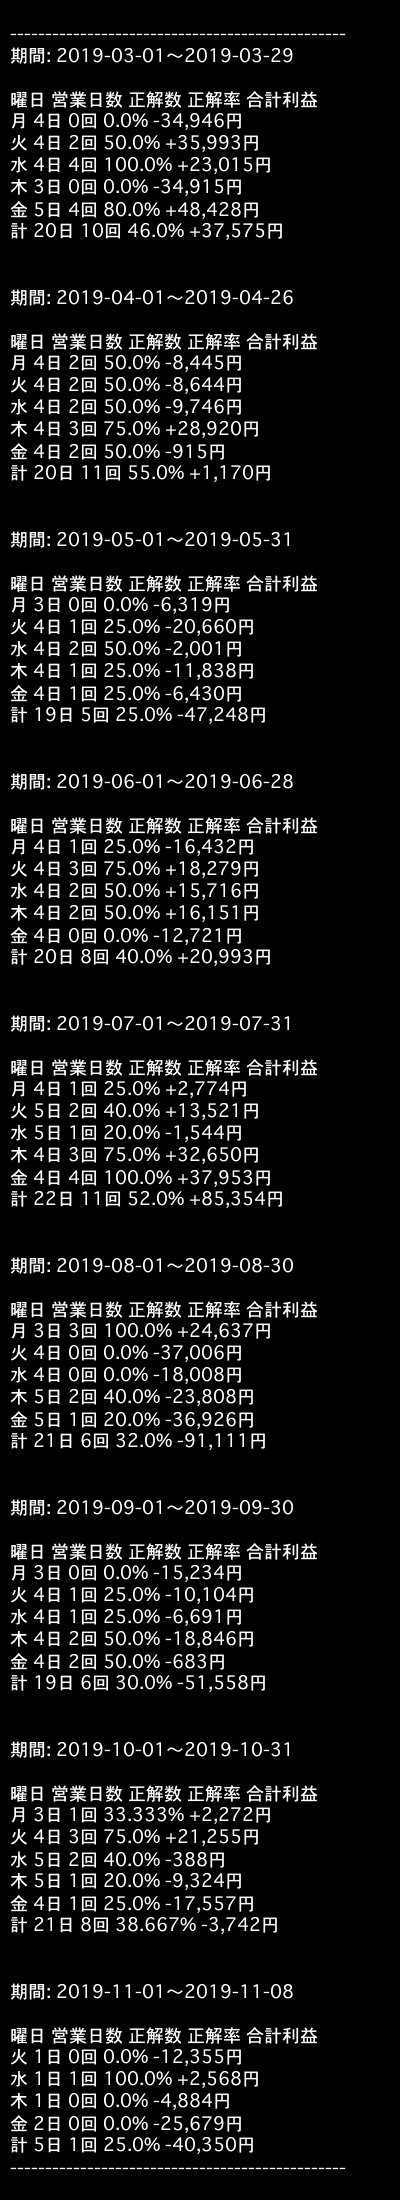 ------------------------------------------------
期間: 2019-03-01〜2019-03-29
曜日 営業日数 正解数 正解率 合計利益
月 4日 0回 0.0% -34,946円
火 4日 2回 50.0% +35,993円
水 4日 4回 100.0% +23,015円
木 3日 0回 0.0% -34,915円
金 5日 4回 80.0% +48,428円
計 20日 10回 46.0% +37,575円
期間: 2019-04-01〜2019-04-26
曜日 営業日数 正解数 正解率 合計利益
月 4日 2回 50.0% -8,445円
火 4日 2回 50.0% -8,644円
水 4日 2回 50.0% -9,746円
木 4日 3回 75.0% +28,920円
金 4日 2回 50.0% -915円
計 20日 11回 55.0% +1,170円
期間: 2019-05-01〜2019-05-31
曜日 営業日数 正解数 正解率 合計利益
月 3日 0回 0.0% -6,319円
火 4日 1回 25.0% -20,660円
水 4日 2回 50.0% -2,001円
木 4日 1回 25.0% -11,838円
金 4日 1回 25.0% -6,430円
計 19日 5回 25.0% -47,248円
期間: 2019-06-01〜2019-06-28
曜日 営業日数 正解数 正解率 合計利益
月 4日 1回 25.0% -16,432円
火 4日 3回 75.0% +18,279円
水 4日 2回 50.0% +15,716円
木 4日 2回 50.0% +16,151円
金 4日 0回 0.0% -12,721円
計 20日 8回 40.0% +20,993円
期間: 2019-07-01〜2019-07-31
曜日 営業日数 正解数 正解率 合計利益
月 4日 1回 25.0% +2,774円
火 5日 2回 40.0% +13,521円
水 5日 1回 20.0% -1,544円
木 4日 3回 75.0% +32,650円
金 4日 4回 100.0% +37,953円
計 22日 11回 52.0% +85,354円
期間: 2019-08-01〜2019-08-30
曜日 営業日数 正解数 正解率 合計利益
月 3日 3回 100.0% +24,637円
火 4日 0回 0.0% -37,006円
水 4日 0回 0.0% -18,008円
木 5日 2回 40.0% -23,808円
金 5日 1回 20.0% -36,926円
計 21日 6回 32.0% -91,111円
期間: 2019-09-01〜2019-09-30
曜日 営業日数 正解数 正解率 合計利益
月 3日 0回 0.0% -15,234円
火 4日 1回 25.0% -10,104円
水 4日 1回 25.0% -6,691円
木 4日 2回 50.0% -18,846円
金 4日 2回 50.0% -683円
計 19日 6回 30.0% -51,558円
期間: 2019-10-01〜2019-10-31
曜日 営業日数 正解数 正解率 合計利益
月 3日 1回 33.333% +2,272円
火 4日 3回 75.0% +21,255円
水 5日 2回 40.0% -388円
木 5日 1回 20.0% -9,324円
金 4日 1回 25.0% -17,557円
計 21日 8回 38.667% -3,742円
期間: 2019-11-01〜2019-11-08
曜日 営業日数 正解数 正解率 合計利益
火 1日 0回 0.0% -12,355円
水 1日 1回 100.0% +2,568円
木 1日 0回 0.0% -4,884円
金 2日 0回 0.0% -25,679円
計 5日 1回 25.0% -40,350円
------------------------------------------------